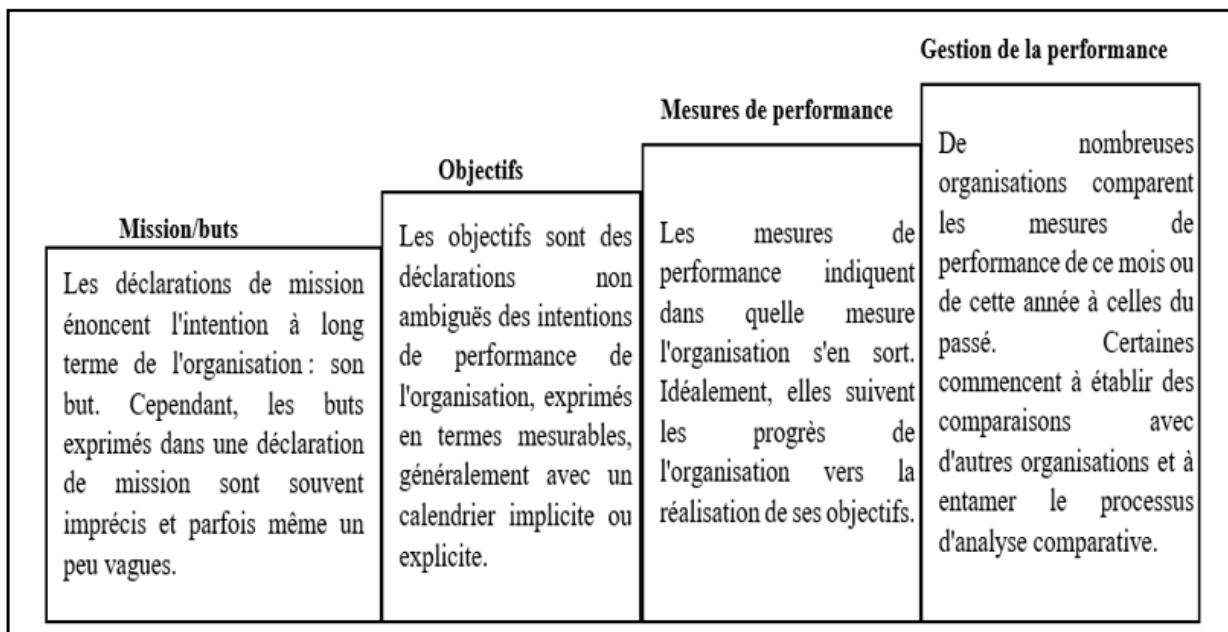 Mission/buts
Les déclarations de mission
énoncent l'intention à long
terme de l'organisation : son
but. Cependant, les buts
exprimés dans une déclaration
de mission sont souvent
imprécis et parfois même un
peu vagues.
Objectifs
Les objectifs sont des
déclarations non
ambiguës des intentions
de performance de
l'organisation, exprimés
en termes mesurables,
généralement avec un
calendrier implicite ou
explicite.
Mesures de performance
Les mesures de
performance indiquent
dans quelle mesure
l'organisation s'en sort.
Idéalement, elles suivent
les progrès de
l'organisation vers la
réalisation de ses objectifs.
Gestion de la performance
De nombreuses
organisations comparent
les mesures de
performance de ce mois ou
de cette année à celles du
passé. Certaines
commencent à établir des
comparaisons avec
d'autres organisations et à
entamer le processus
d'analyse comparative.